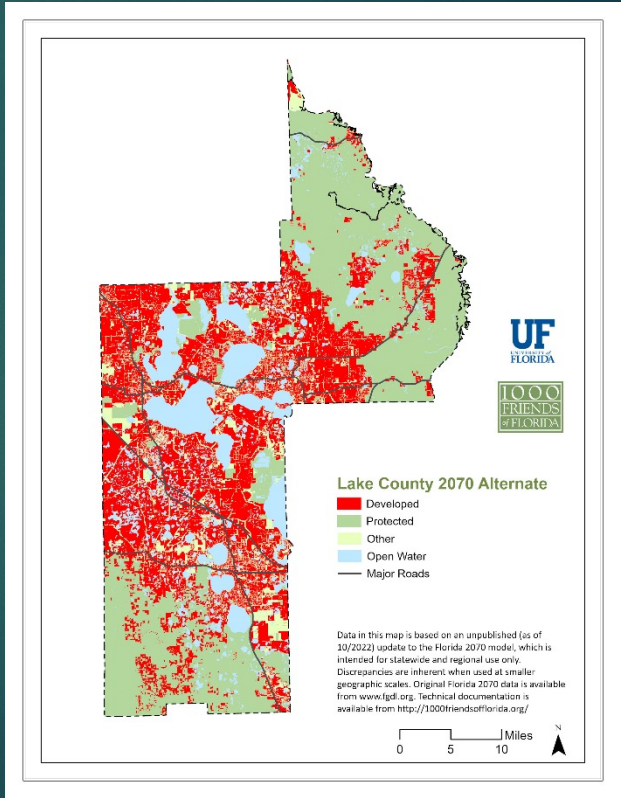 UF
UNIVERSITY of
FLORIDA
1000
FRIENDS
of FLORIDA
Lake County 2070 Alternate
Developed
Protected
Other
Open Water
Major Roads
Data in this map is based on an unpublished (as of
10/2022) update to the Florida 2070 model, which is
intended for statewide and regional use only.
Discrepancies are inherent when used at smaller
geographic scales. Original Florida 2070 data is available
from www.fgdl.org. Technical documentation is
available from http://1000friendsofflorida.org/
Miles
0 5 10
N